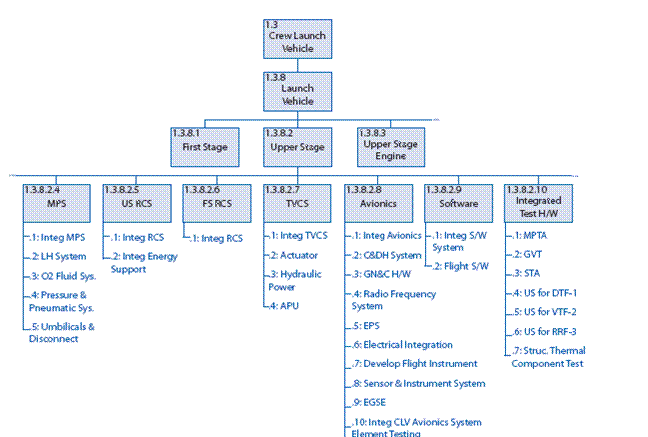 1.3
Crew Launch
Vehicle
1.3.8
Launch
Vehicle
1.3.8.1
First Stage
1.3.8.2
Upper Stage
1.3.8.3
Upper Stage
Engine
1.3.8.2.4
MPS
1.3.8.2.5
US RCS
1.3.8.2.6
FS RCS
1.3.8.2.7
TVCS
1.3.8.2.8
Avionics
1.3.8.2.9
Software
1.3.8.2.10
Integrated
Test H/W
.1: Integ MPS
.2: LH System
.3: O2 Fluid Sys.
.4: Pressure &
Pneumatic Sys.
.5: Umbilicals &
Disconnect
.1: Integ RCS
.2: Integ Energy
Support
.1: Integ RCS
.1: Integ TVCS
.2: Actuator
.3: Hydraulic
Power
.4: APU
.1: Integ Avionics
.2: C&DH System
.3: GN&C H/W
.4: Radio Frequency
System
.5: EPS
.6: Electrical Integration
.7: Develop Flight Instrument
.8: Sensor & Instrument System
.9: EGSE
.10: Integ CLV Avionics System
Element Testing
.1: Integ S/W
System
.2: Flight S/W
.1: MPTA
.2: GVT
.3: STA
.4: US for DTF-1
.5: US for VTF-2
.6: US for RRF-3
.7: Struc. Thermal
Component Test